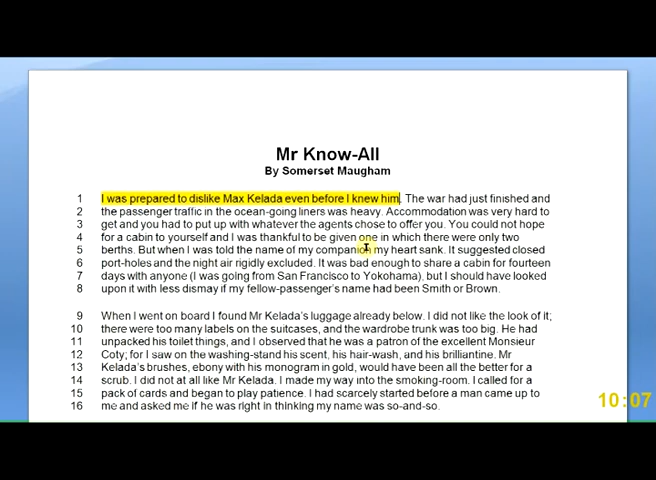 Mr Know-All
By Somerset Maugham
1 I was prepared to dislike Max Kelada even before I knew him. The war had just finished and
2 the passenger traffic in the ocean-going liners was heavy. Accommodation was very hard to
3 get and you had to put up with whatever the agents chose to offer you. You could not hope
4 for a cabin to yourself and I was thankful to be given one in which there were only two
5 berths. But when I was told the name of my companion my heart sank. It suggested closed
6 port-holes and the night air rigidly excluded. It was bad enough to share a cabin for fourteen
7 days with anyone (I was going from San Francisco to Yokohama), but I should have looked
8 upon it with less dismay if my fellow-passenger's name had been Smith or Brown.
9 When I went on board I found Mr Kelada's luggage already below. I did not like the look of it;
10 there were too many labels on the suitcases, and the wardrobe trunk was too big. He had
11 unpacked his toilet things, and I observed that he was a patron of the excellent Monsieur
12 Coty; for I saw on the washing-stand his scent, his hair-wash, and his brilliantine. Mr
13 Kelada's brushes, ebony with his monogram in gold, would have been all the better for a
14 scrub. I did not at all like Mr Kelada. I made my way into the smoking-room. I called for a
15 pack of cards and began to play patience. I had scarcely started before a man came up to
16 me and asked me if he was right in thinking my name was so-and-so.
10:07